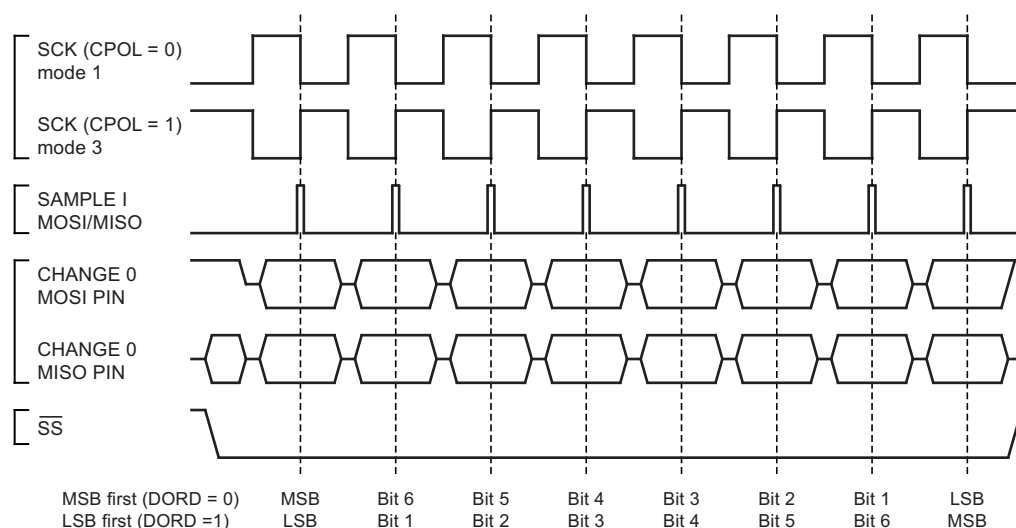 SCK (CPOL = 0)
mode 1
SCK (CPOL = 1)
mode 3
SAMPLE I
MOSI/MISO
CHANGE 0
MOSI PIN
CHANGE 0
MISO PIN
SS
MSB first (DORD = 0) MSB Bit 6 Bit 5 Bit 4 Bit 3 Bit 2 Bit 1 LSB
LSB first (DORD =1) LSB Bit 1 Bit 2 Bit 3 Bit 4 Bit 5 Bit 6 MSB